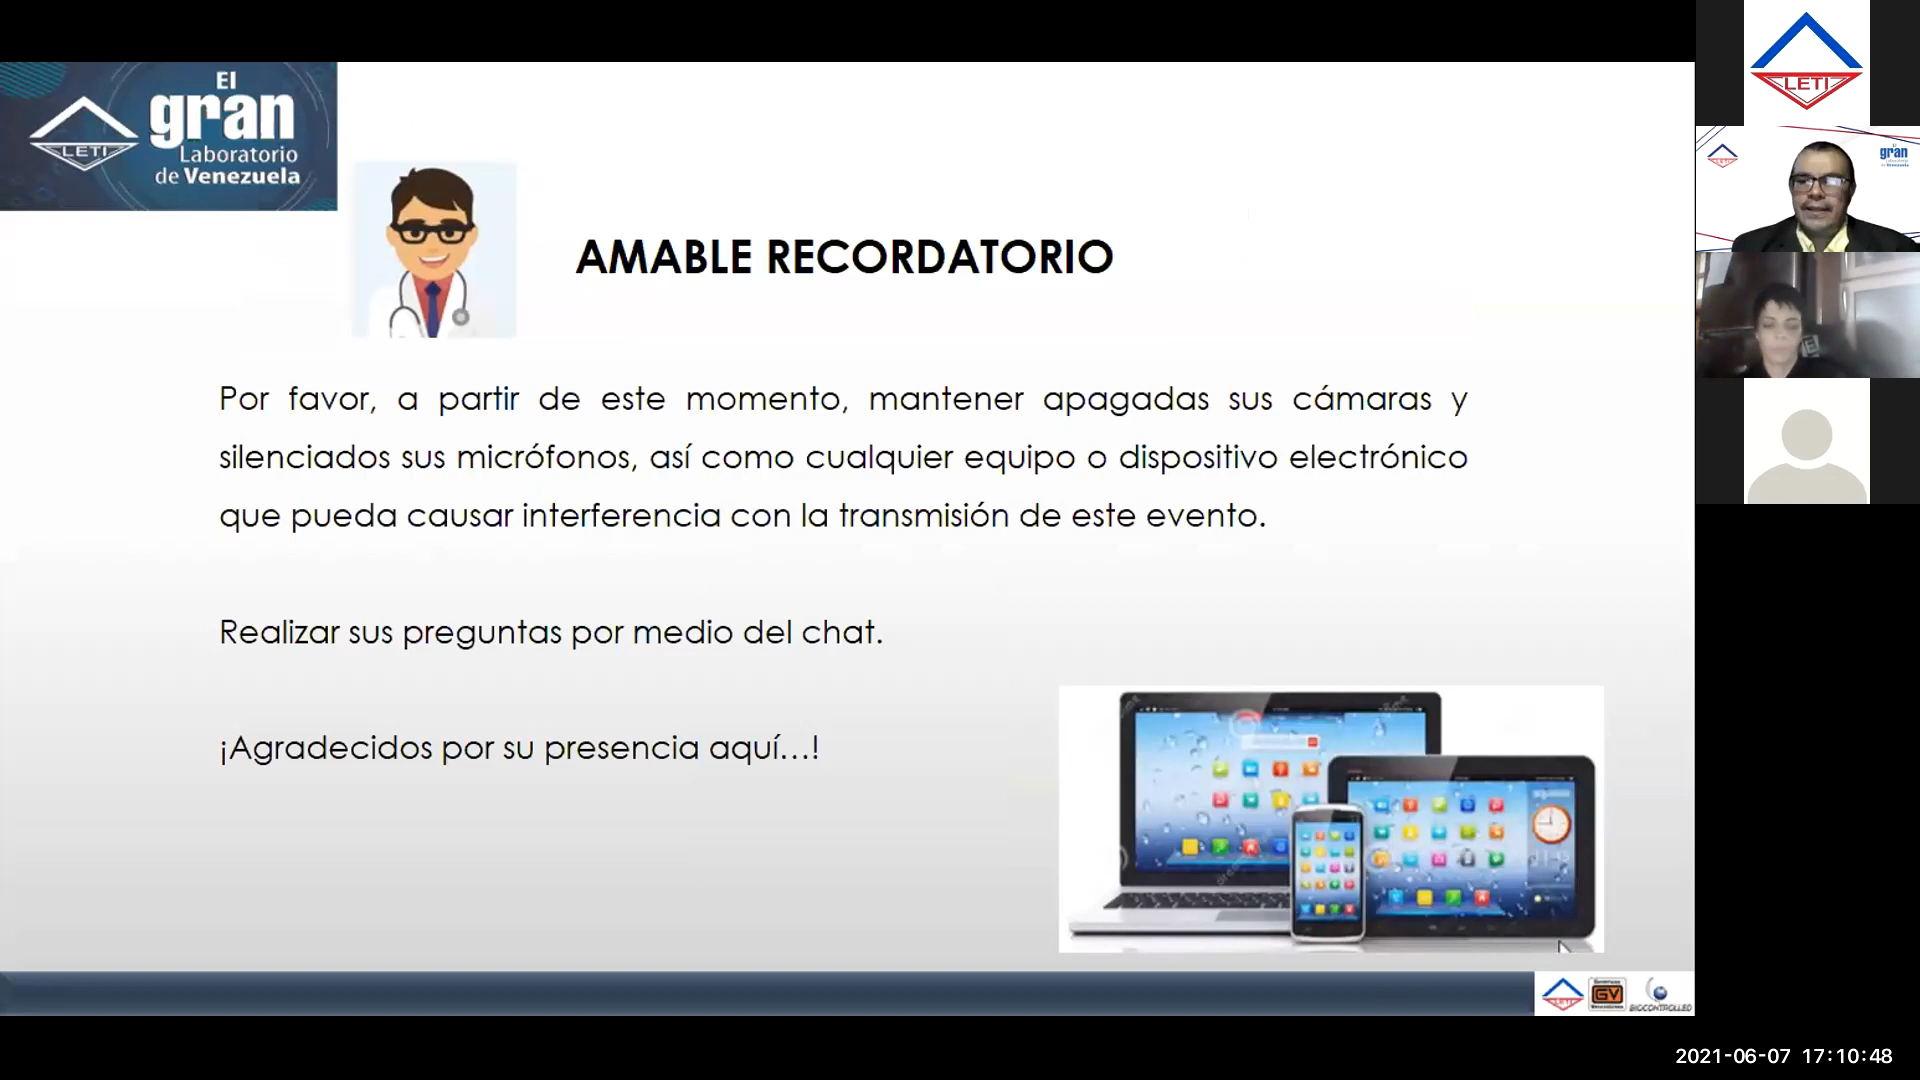 El
gran
Laboratorio
de Venezuela
LETI
AMABLE RECORDATORIO
Por favor, a partir de este momento, mantener apagadas sus cámaras y
silenciados sus micrófonos, así como cualquier equipo o dispositivo electrónico
que pueda causar interferencia con la transmisión de este evento.
Realizar sus preguntas por medio del chat.
¡Agradecidos por su presencia aquí...!
LETI
GV
BIOCONTROLLED
LETI
gran
2021-06-07 17:10:48